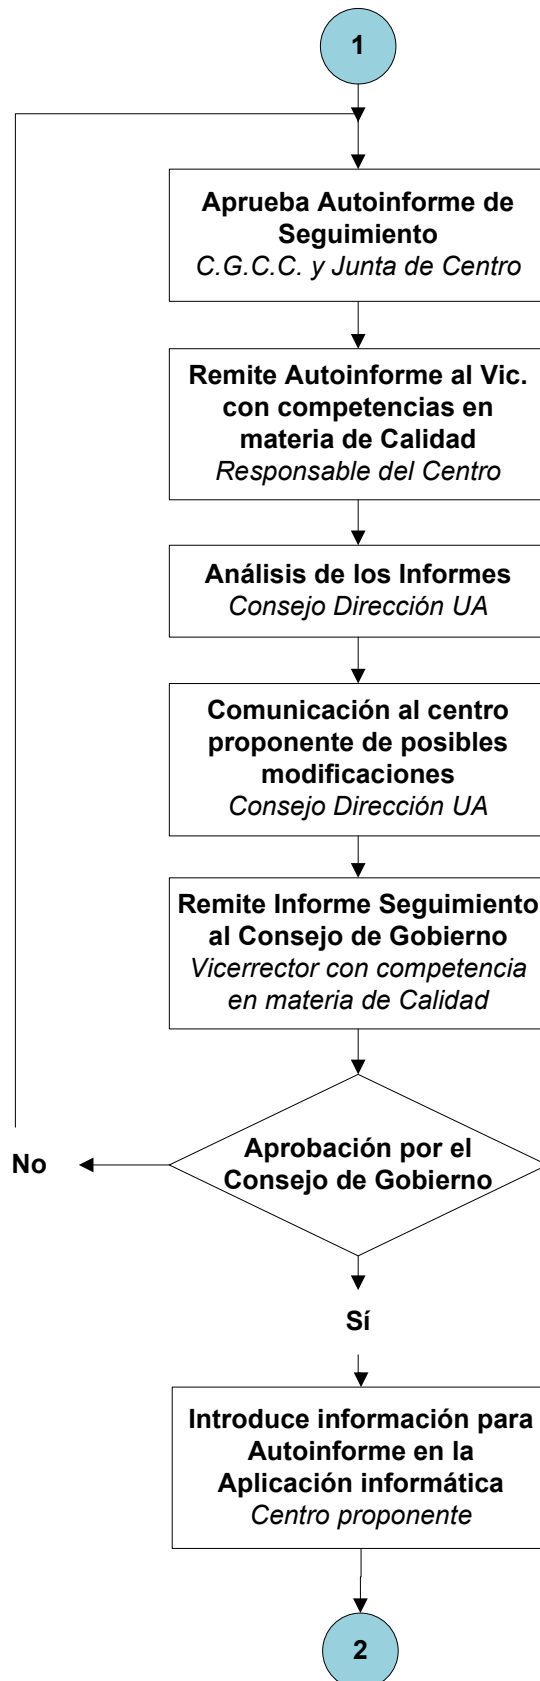 1
Aprueba Autoinforme de
Seguimiento
C.G.C.C. y Junta de Centro
Remite Autoinforme al Vic.
con competencias en
materia de Calidad
Responsable del Centro
Análisis de los Informes
Consejo Dirección UA
Comunicación al centro
proponente de posibles
modificaciones
Consejo Dirección UA
Remite Informe Seguimiento
al Consejo de Gobierno
Vicerrector con competencia
en materia de Calidad
Aprobación por el
Consejo de Gobierno
No
Sí
Introduce información para
Autoinforme en la
Aplicación informática
Centro proponente
2